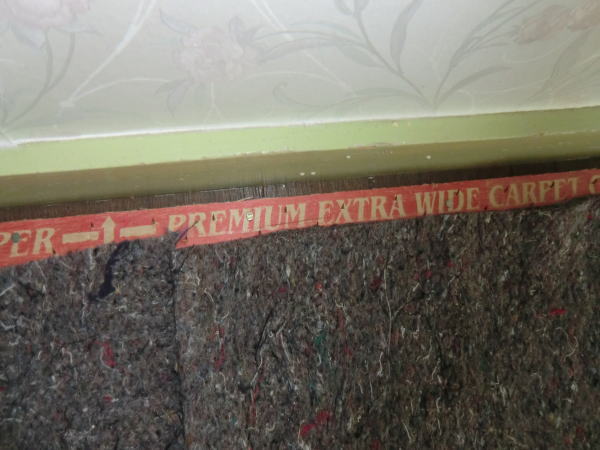 PER PREMIUM EXTRA WIDE CARPET